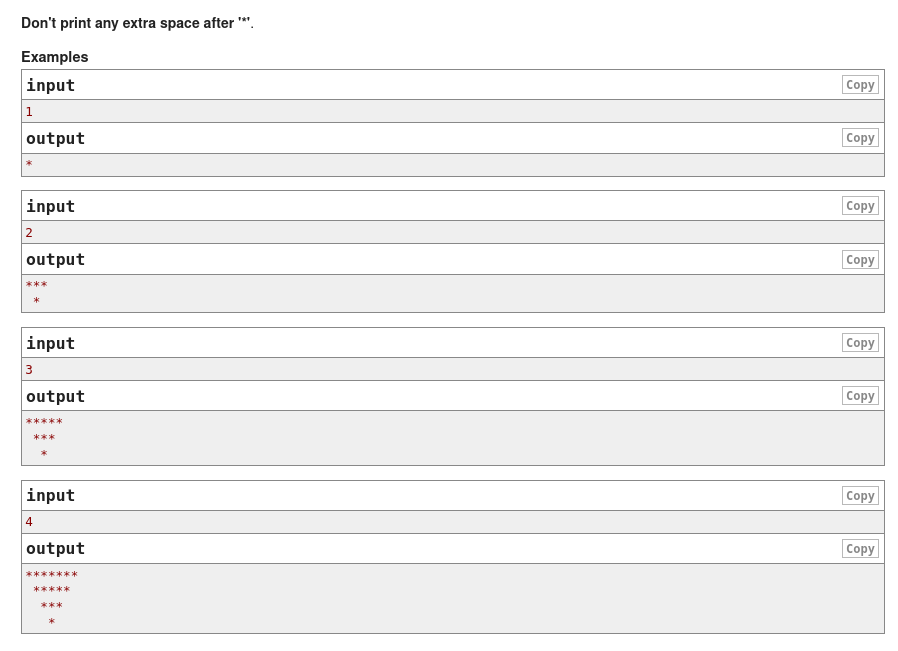 Don't print any extra space after '*'.
Examples
input
Copy
1
output
Copy
*
input
Copy
2
output
Copy
***
 *
input
Copy
3
output
Copy
*****
 ***
  *
input
Copy
4
output
Copy
*******
 *****
  ***
   *